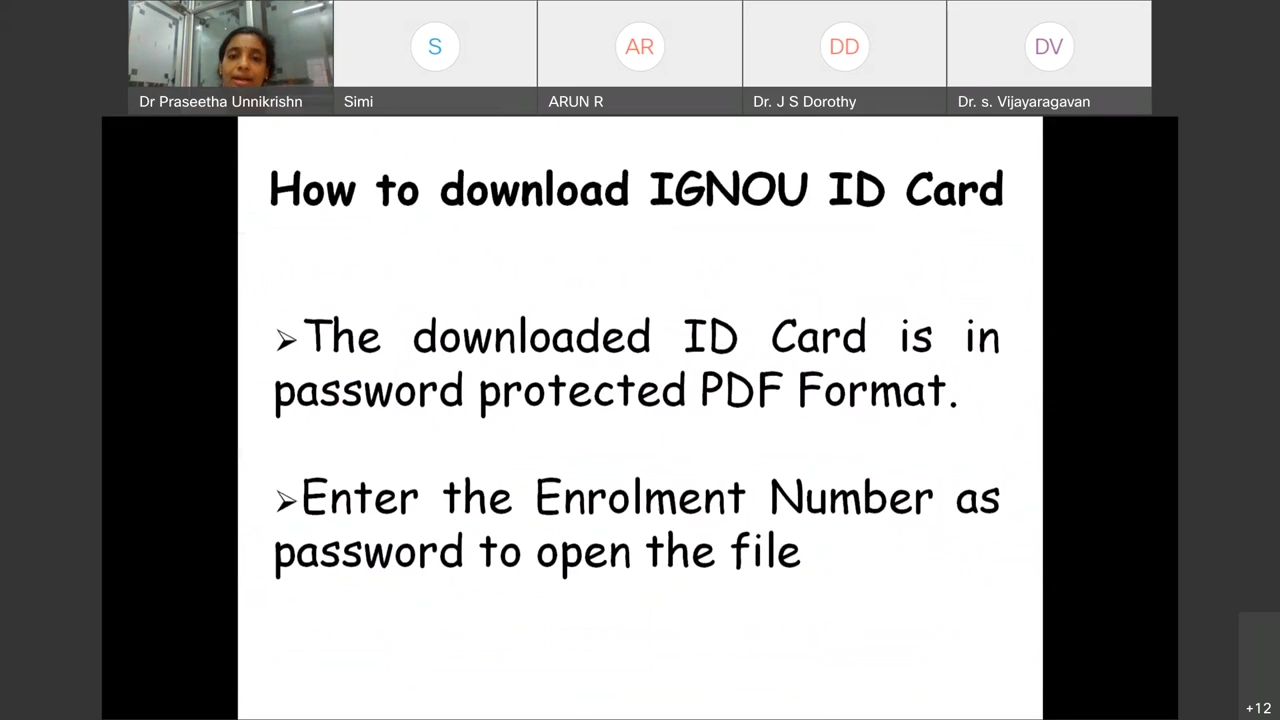 S
AR
DD
DV
Dr Praseetha Unnikrishn
Simi
ARUN R
Dr. J S Dorothy
Dr. s. Vijayaragavan
How to download IGNOU ID Card
➢The downloaded ID Card is in
password protected PDF Format.
➢Enter the Enrolment Number as
password to open the file
+12